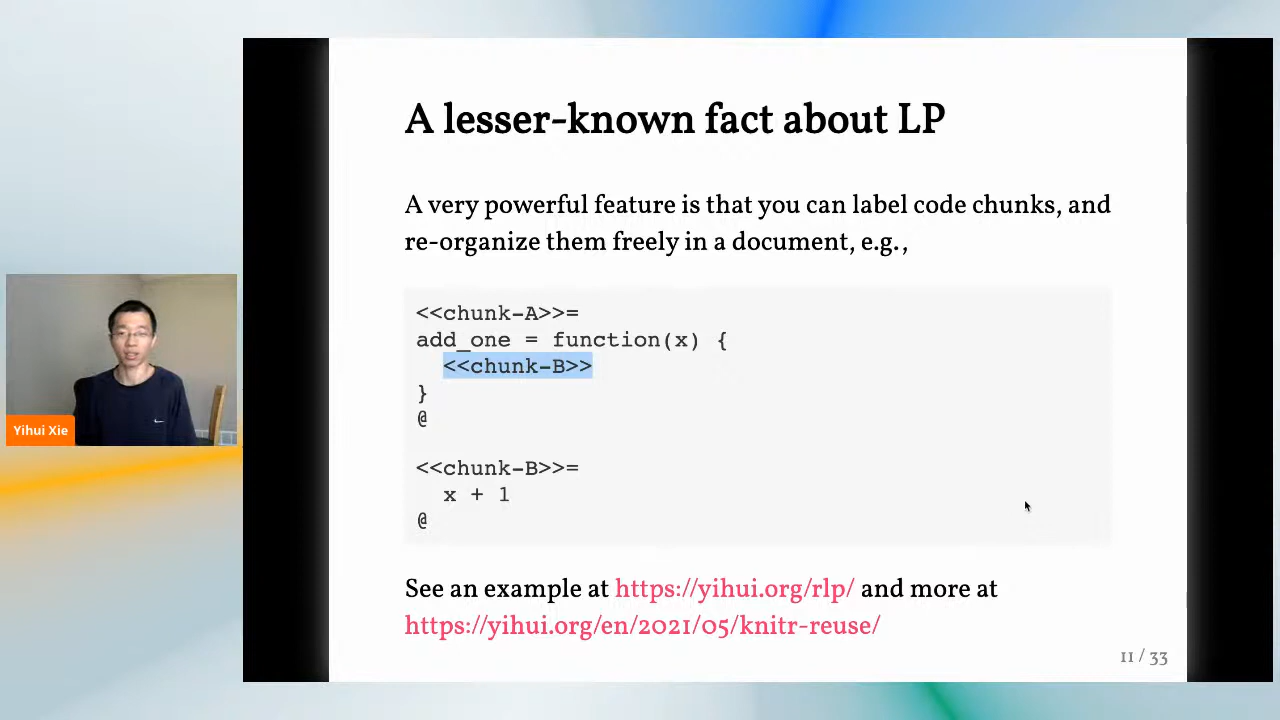 A lesser-known fact about LP
A very powerful feature is that you can label code chunks, and
re-organize them freely in a document, e.g.,
<<chunk-A>>=
add_one = function(x) {
  <<chunk-B>>
}
@
<<chunk-B>>=
  x + 1
@
See an example at https://yihui.org/rlp/ and more at
https://yihui.org/en/2021/05/knitr-reuse/
11 / 33
Yihui Xie